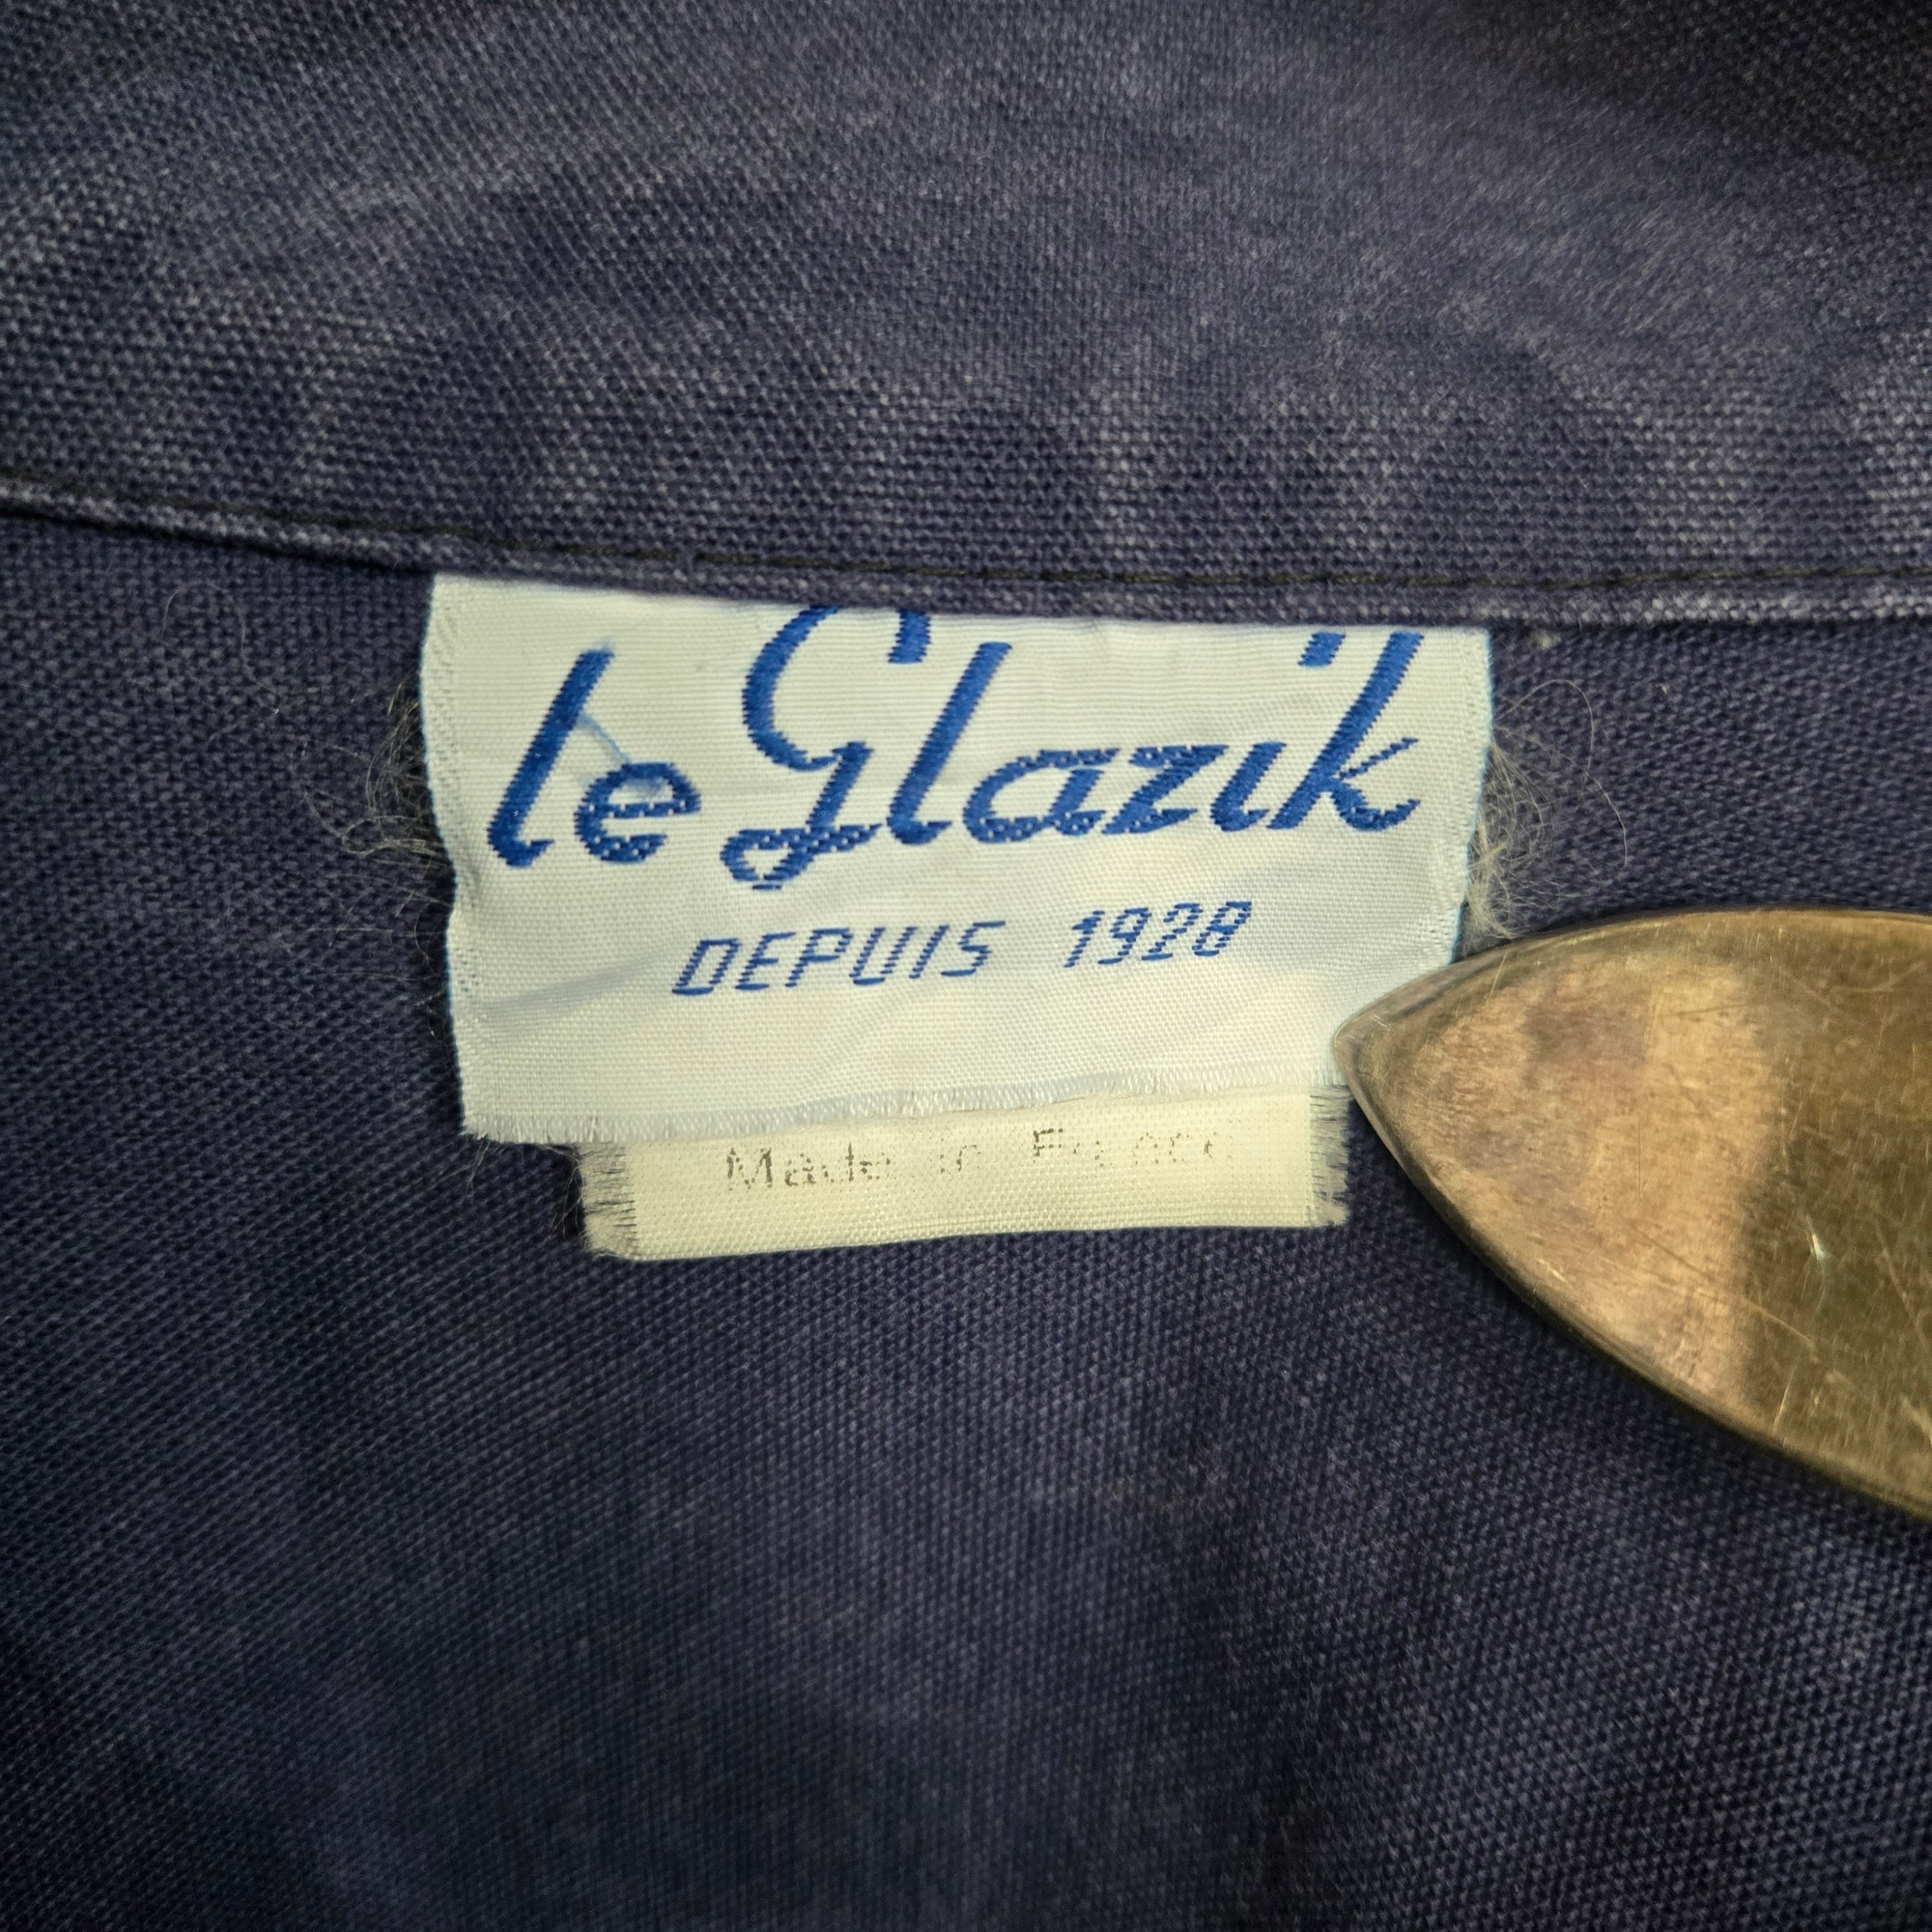 le Glazik
DEPUIS 1928
Made in France